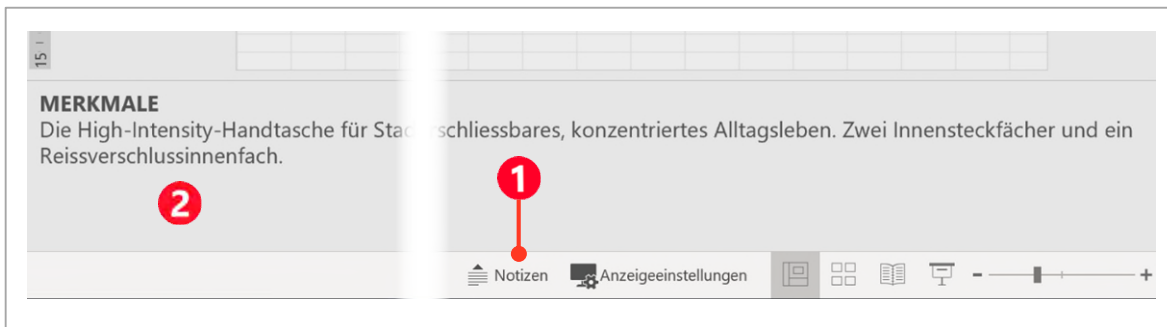 15
MERKMALE
Die High-Intensity-Handtasche für Stad schliessbares, konzentriertes Alltagsleben. Zwei Innensteckfächer und ein
Reissverschlussinnenfach.
1
2
Notizen Anzeigeeinstellungen